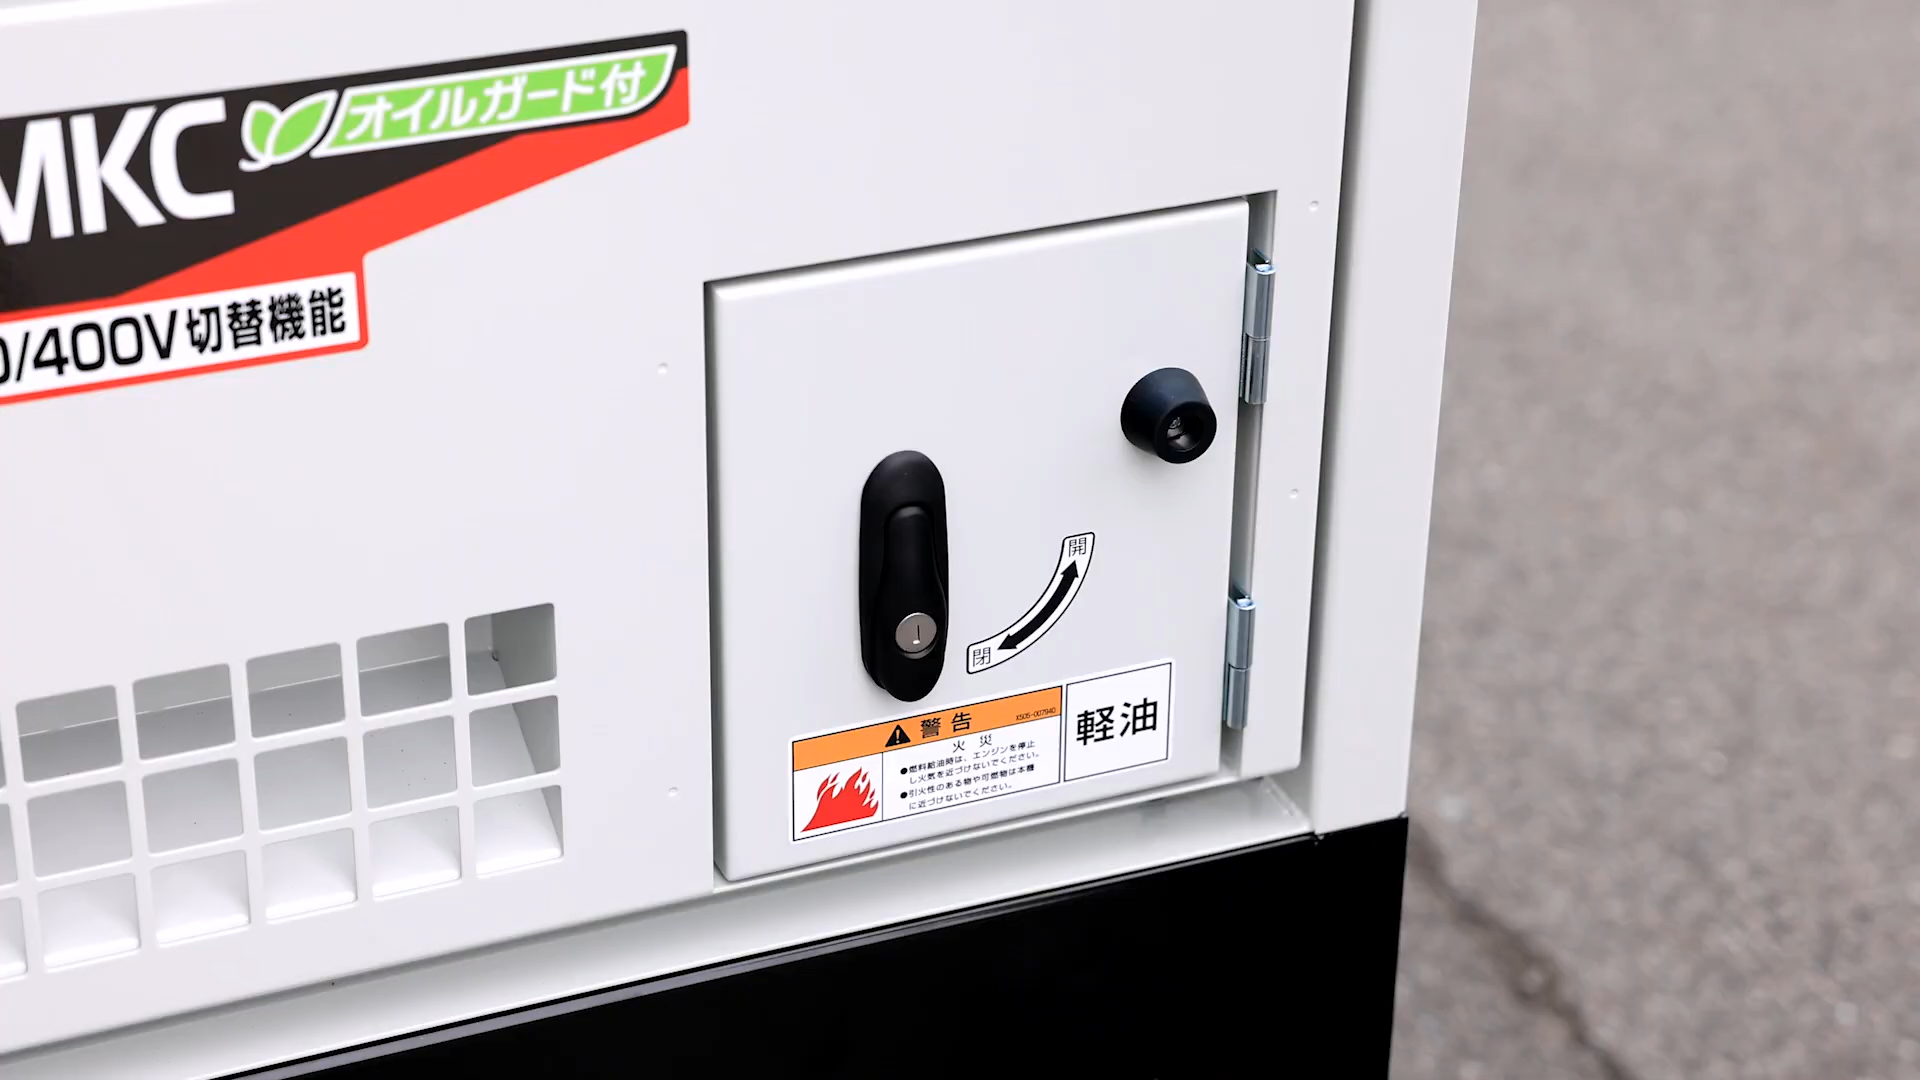 MKC
オイルガード付
0/400V切替機能
開
閉
警告
X505-007940
火災
●燃料給油時は、エンジンを停止
し火気を近づけないでください。
●引火性のある物や可燃物は本機
に近づけないでください。
軽油